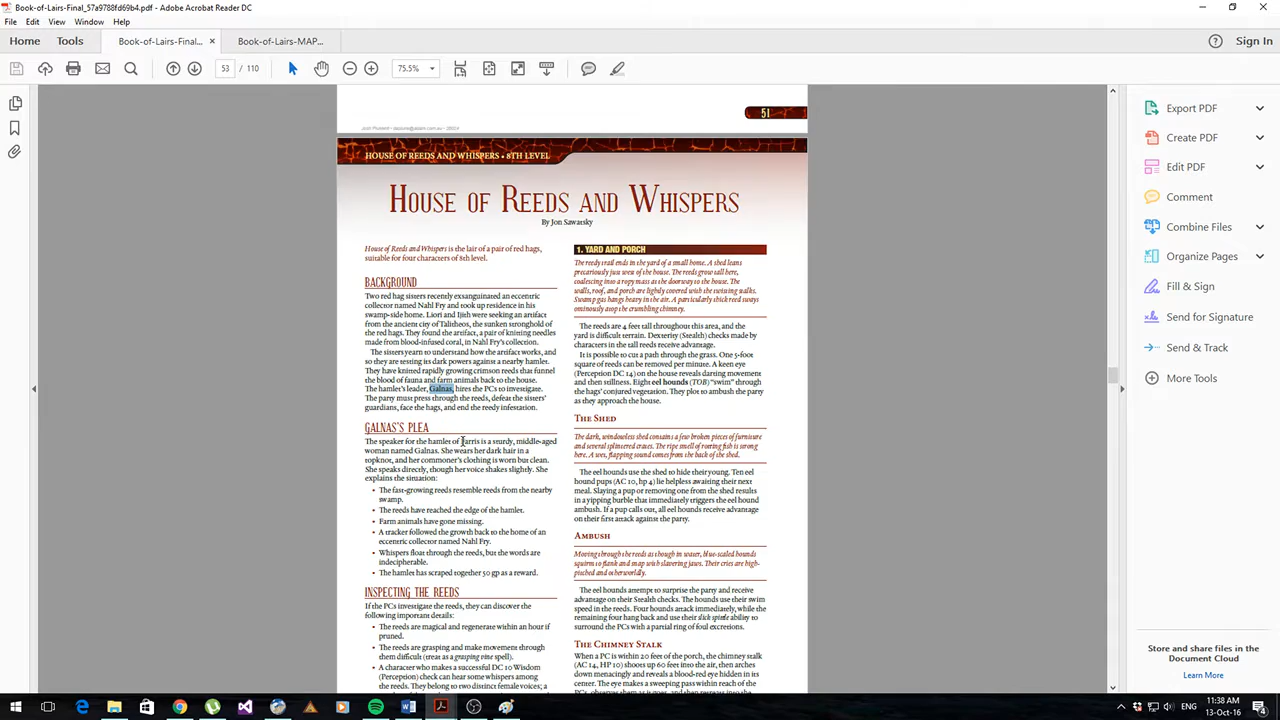 Book-of-Lairs-Final_57a9788fd69b4.pdf - Adobe Acrobat Reader DC
File Edit View Window Help
Home Tools Book-of-Lairs-Final... × Book-of-Lairs-MAP... Sign In
53 / 110 75.5%
51
HOUSE OF REEDS AND WHISPERS • 8TH LEVEL
HOUSE OF REEDS AND WHISPERS
By Jon Sawatsky
House of Reeds and Whispers is the lair of a pair of red hags,
suitable for four characters of 8th level.
BACKGROUND
Two red hag sisters recently exsanguinated an eccentric
collector named Nahl Fry and took up residence in his
swamp-side home. Liori and Ijish were seeking an artifact
from the ancient city of Talitheos, the sunken stronghold of
the red hags. They found the artifact, a pair of knitting needles
made from blood-infused coral, in Nahl Fry's collection.
The sisters yearn to understand how the artifact works, and
so they are testing its dark powers against a nearby hamlet.
They have knitted rapidly growing crimson reeds that funnel
the blood of fauna and farm animals back to the house.
The hamlet's leader, Galnas, hires the PCs to investigate.
The party must press through the reeds, defeat the sisters'
guardians, face the hags, and end the reedy infestation.
GALNAS'S PLEA
The speaker for the hamlet of Farris is a sturdy, middle-aged
woman named Galnas. She wears her dark hair in a
topknot, and her commoner's clothing is worn but clean.
She speaks directly, though her voice shakes slightly. She
explains the situation:
• The fast-growing reeds resemble reeds from the nearby
swamp.
• The reeds have reached the edge of the hamlet.
• Farm animals have gone missing.
• A tracker followed the growth back to the home of an
eccentric collector named Nahl Fry.
• Whispers float through the reeds, but the words are
indecipherable.
• The hamlet has scraped together 50 gp as a reward.
INSPECTING THE REEDS
If the PCs investigate the reeds, they can discover the
following important details:
• The reeds are magical and regenerate within an hour if
pruned.
• The reeds are grasping and make movement through
them difficult (treat as a grasping vine spell).
• A character who makes a successful DC 10 Wisdom
(Perception) check can hear some whispers among
the reeds. They belong to two distinct female voices; a
1. YARD AND PORCH
The reedy trail ends in the yard of a small home. A shed leans
precariously just west of the house. The reeds grow tall here,
coalescing into a ropy mass at the doorway to the house. The
walls, roof, and porch are lightly covered with the twisting stalks.
Swamp gas hangs heavy in the air. A particularly thick reed sways
ominously atop the crumbling chimney.
The reeds are 4 feet tall throughout this area, and the
yard is difficult terrain. Dexterity (Stealth) checks made by
characters in the tall reeds receive advantage.
It is possible to cut a path through the grass. One 5-foot
square of reeds can be removed per minute. A keen eye
(Perception DC 14) on the house reveals darting movement
and then stillness. Eight eel hounds (TOB) "swim" through
the hags' conjured vegetation. They plot to ambush the party
as they approach the house.
THE SHED
The dark, windowless shed contains a few broken pieces of furniture
and several splintered crates. The ripe smell of rotting fish is strong
here. A wet, flapping sound comes from the back of the shed.
The eel hounds use the shed to hide their young. Ten eel
hound pups (AC 10, hp 4) lie helpless awaiting their next
meal. Slaying a pup or removing one from the shed results
in a yipping burble that immediately triggers the eel hound
ambush. If a pup calls out, all eel hounds receive advantage
on their first attack against the party.
AMBUSH
Moving through the reeds as though in water, blue-scaled hounds
squirm to flank and snap with slavering jaws. Their cries are high-
pitched and otherworldly.
The eel hounds attempt to surprise the party and receive
advantage on their Stealth checks. The hounds use their swim
speed in the reeds. Four hounds attack immediately, while the
remaining four hang back and use their slick spittle ability to
surround the PCs with a partial ring of foul excretions.
THE CHIMNEY STALK
When a PC is within 20 feet of the porch, the chimney stalk
(AC 14, HP 10) shoots up 60 feet into the air, then arches
down menacingly and reveals a blood-red hidden in its
center. The eye makes a sweeping pass within reach of the
Export PDF
Create PDF
Edit PDF
Comment
Combine Files
Organize Pages
Fill & Sign
Send for Signature
Send & Track
More Tools
Store and share files in the
Document Cloud
Learn More
11:38 AM
13-Oct-16